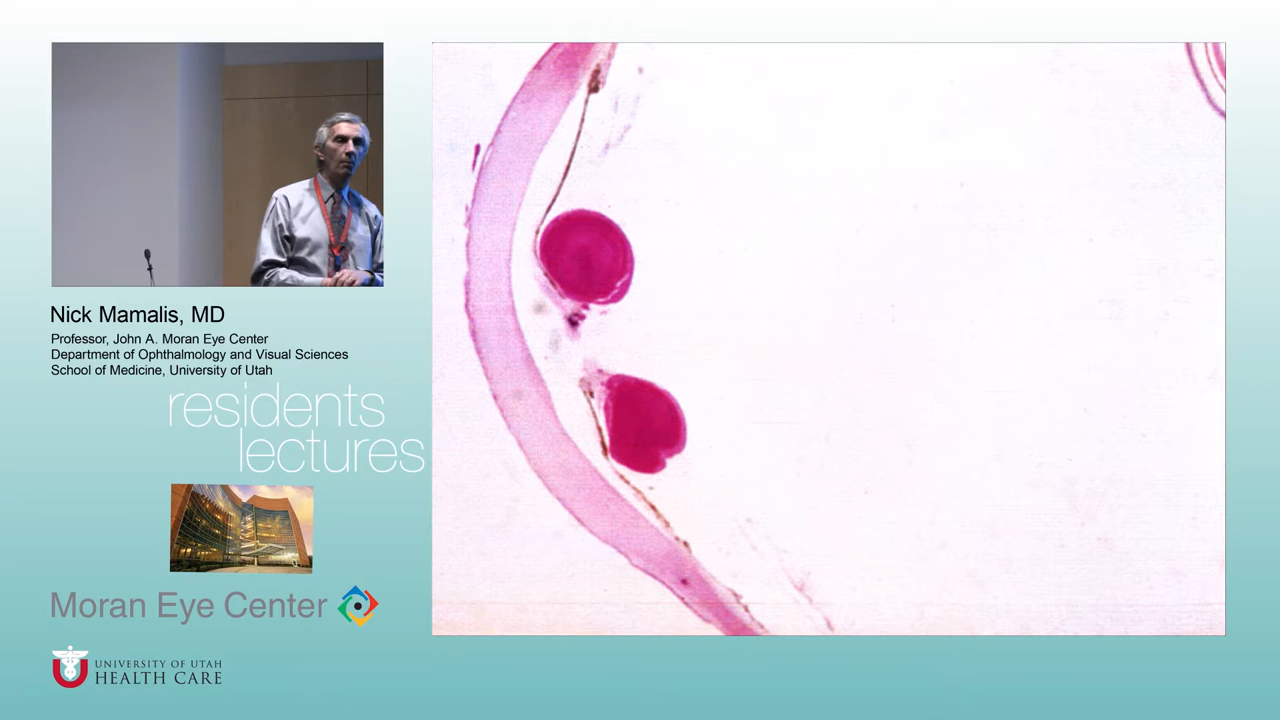 Nick Mamalis, MD
Professor, John A. Moran Eye Center
Department of Ophthalmology and Visual Sciences
School of Medicine, University of Utah
residents
lectures
Moran Eye Center
UNIVERSITY OF UTAH
HEALTH CARE